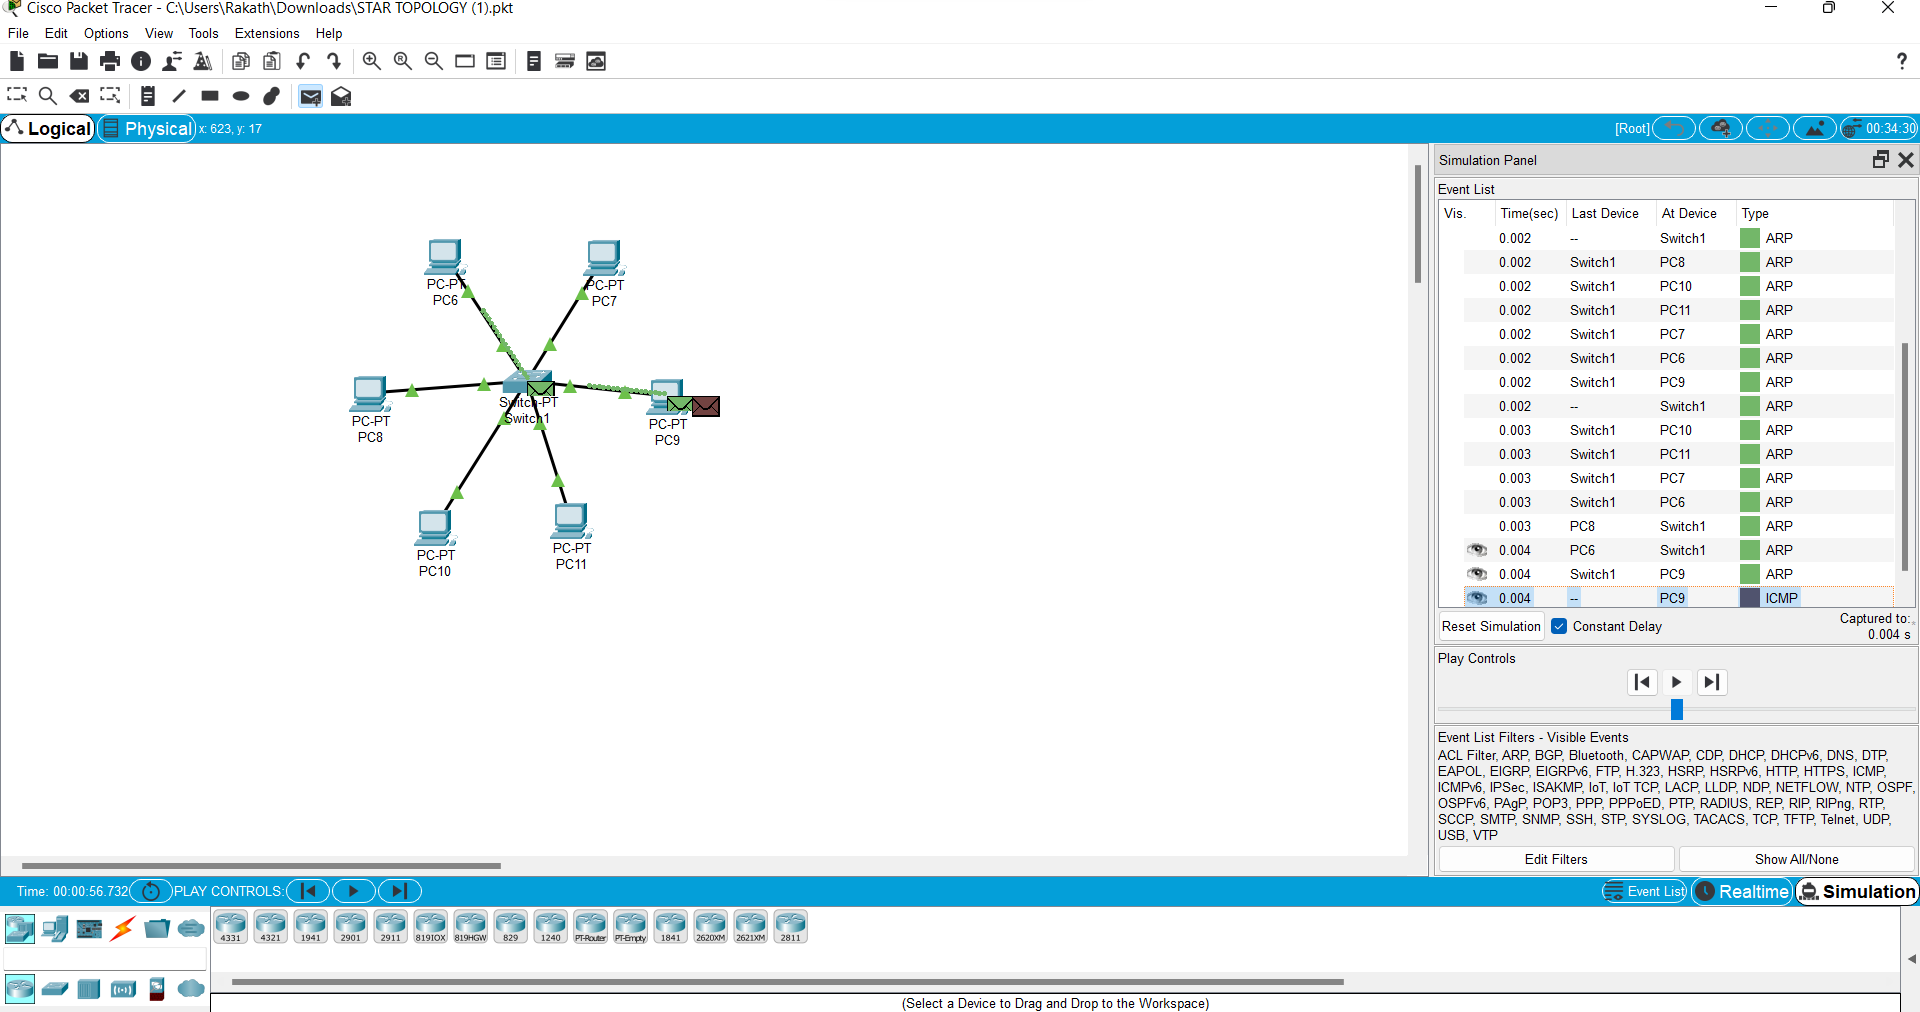 Cisco Packet Tracer - C:\Users\Rakath\Downloads\STAR TOPOLOGY (1).pkt
File Edit Options View Tools Extensions Help
?
Logical Physical x: 623, y: 17 [Root] 00:34:30
Simulation Panel
Event List
Vis. Time(sec) Last Device At Device Type
0.002 -- Switch1 ARP
0.002 Switch1 PC8 ARP
0.002 Switch1 PC10 ARP
0.002 Switch1 PC11 ARP
0.002 Switch1 PC7 ARP
0.002 Switch1 PC6 ARP
0.002 Switch1 PC9 ARP
0.002 -- Switch1 ARP
0.003 Switch1 PC10 ARP
0.003 Switch1 PC11 ARP
0.003 Switch1 PC7 ARP
0.003 Switch1 PC6 ARP
0.003 PC8 Switch1 ARP
0.004 PC6 Switch1 ARP
0.004 Switch1 PC9 ARP
0.004 -- PC9 ICMP
Reset Simulation Constant Delay Captured to:
0.004 s
Play Controls
Event List Filters - Visible Events
ACL Filter, ARP, BGP, Bluetooth, CAPWAP, CDP, DHCP, DHCPv6, DNS, DTP,
EAPOL, EIGRP, EIGRPv6, FTP, H.323, HSRP, HSRPv6, HTTP, HTTPS, ICMP,
ICMPv6, IPSec, ISAKMP, IoT, IoT TCP, LACP, LLDP, NDP, NETFLOW, NTP, OSPF,
OSPFv6, PAgP, POP3, PPP, PPPoED, PTP, RADIUS, REP, RIP, RIPng, RTP,
SCCP, SMTP, SNMP, SSH, STP, SYSLOG, TACACS, TCP, TFTP, Telnet, UDP,
USB, VTP
Edit Filters Show All/None
PC-PT
PC6
PC-PT
PC7
Switch-PT
Switch1
PC-PT
PC8
PC-PT
PC9
PC-PT
PC10
PC-PT
PC11
Time: 00:00:56.732 PLAY CONTROLS: Event List Realtime Simulation
4331 4321 1941 2901 2911 819IOX 819HGW 829 1240 PT-Router PT-Empty 1841 2620XM 2621XM 2811
(Select a Device to Drag and Drop to the Workspace)